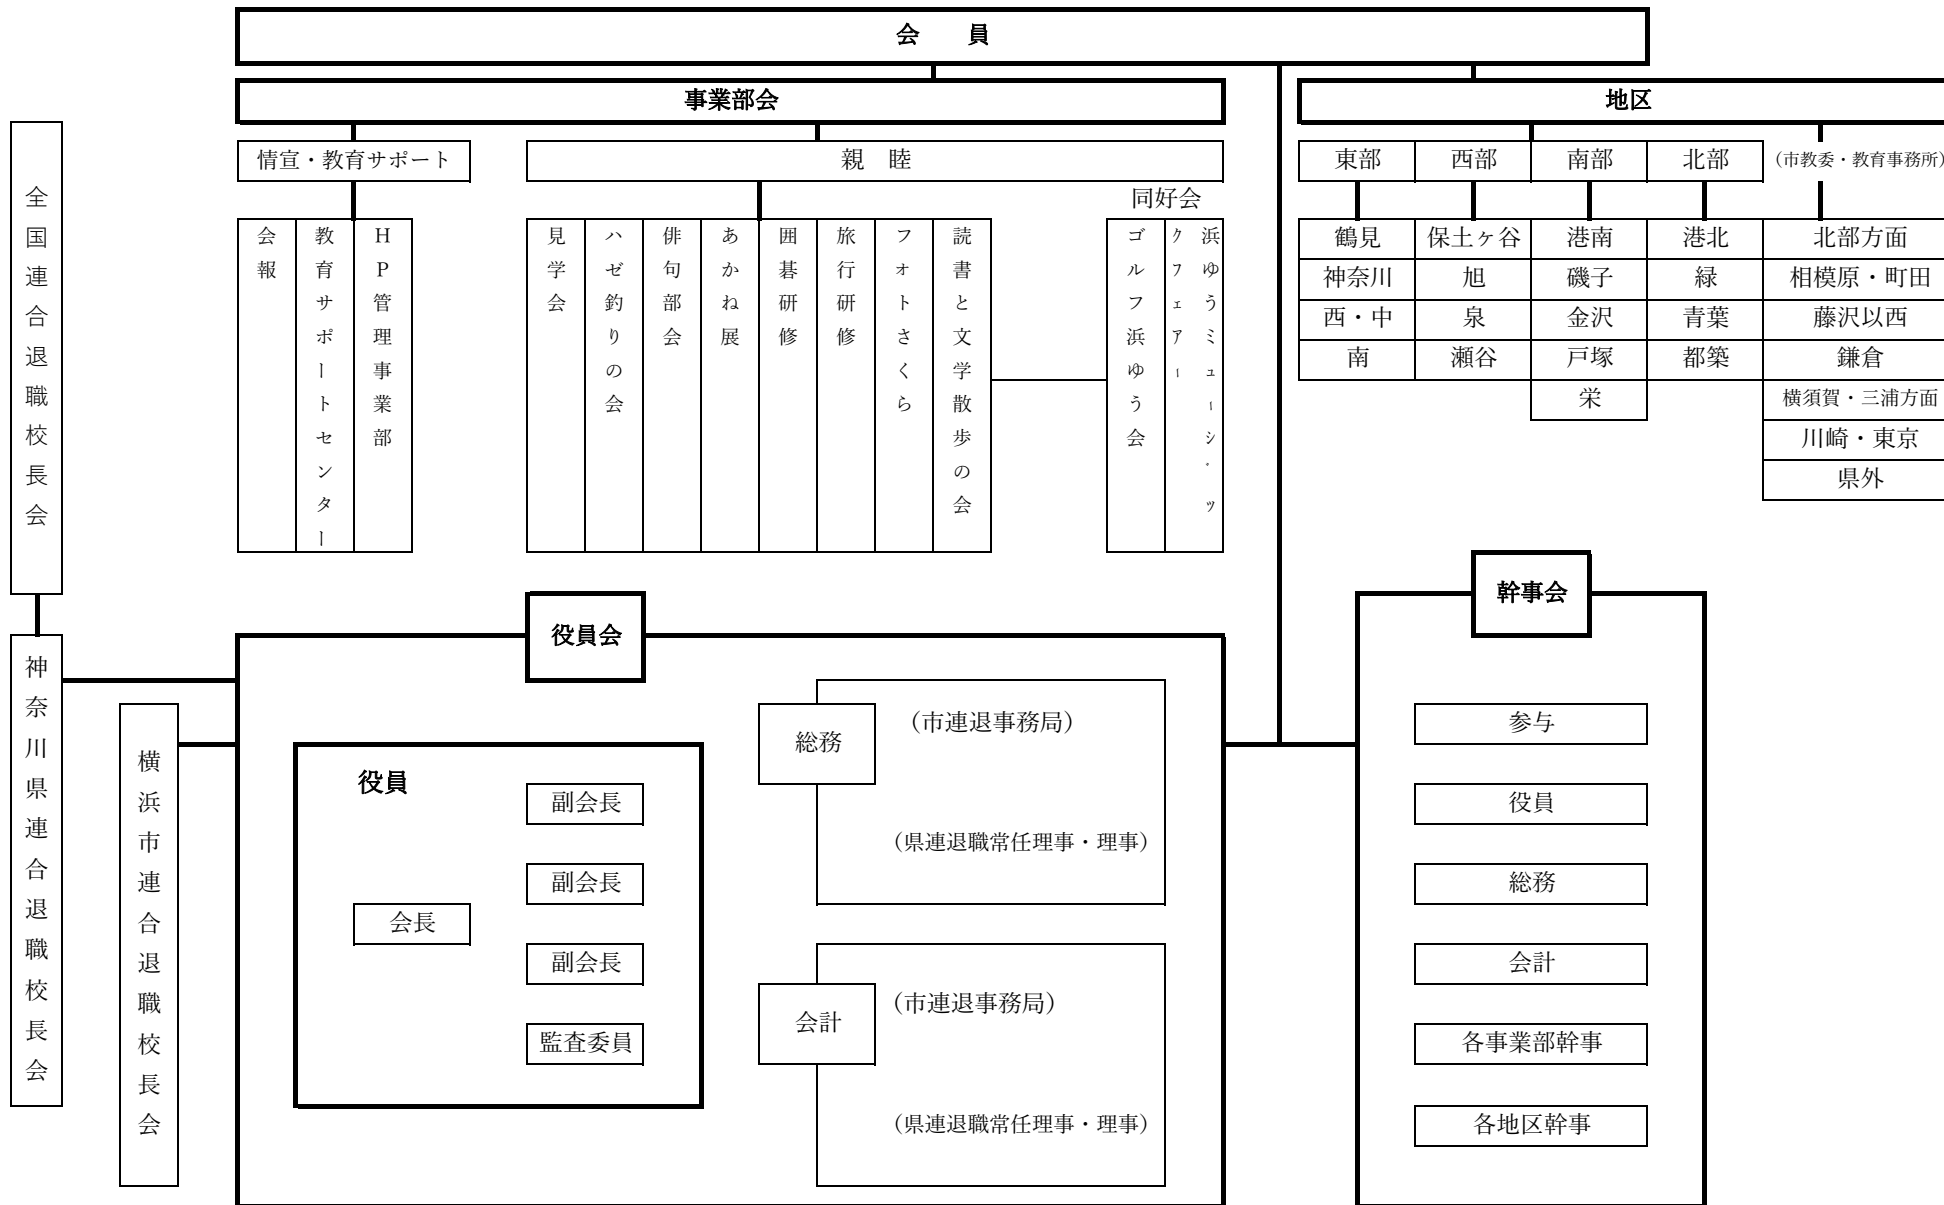 会　員
事業部会
地区
情宣・教育サポート
親　睦
東部
西部
南部
北部
(市教委・教育事務所)
同好会
会報
教育サポートセンター
ＨＰ管理事業部
見学会
ハゼ釣りの会
俳句部会
あかね展
囲碁研修
旅行研修
フォトさくら
読書と文学散歩の会
ゴルフ浜ゆう会
浜ゆうミュージック
クフェアー
鶴見
神奈川
西・中
南
保土ヶ谷
旭
泉
瀬谷
港南
磯子
金沢
戸塚
栄
港北
緑
青葉
都築
北部方面
相模原・町田
藤沢以西
鎌倉
横須賀・三浦方面
川崎・東京
県外
全国連合退職校長会
神奈川県連合退職校長会
横浜市連合退職校長会
役員会
役員
会長
副会長
副会長
副会長
監査委員
総務
（市連退事務局）
（県連退職常任理事・理事）
会計
（市連退事務局）
（県連退職常任理事・理事）
幹事会
参与
役員
総務
会計
各事業部幹事
各地区幹事